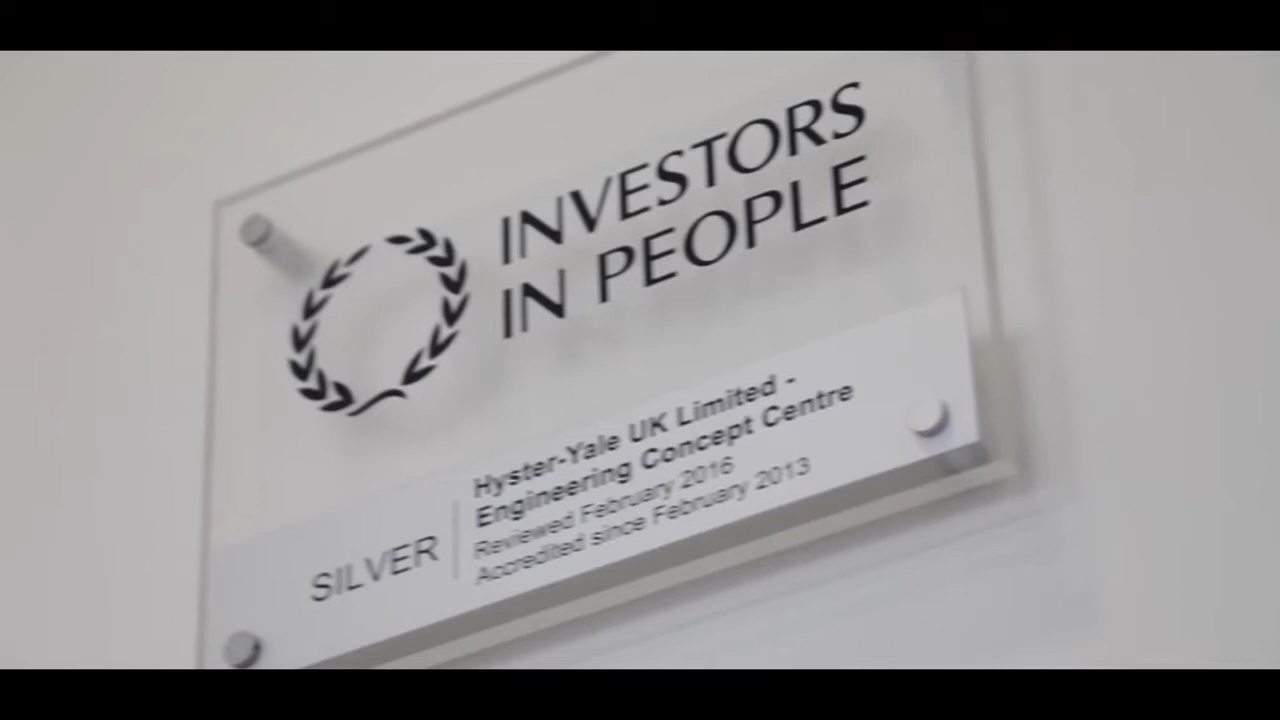 INVESTORS
IN PEOPLE
SILVER
Hyster-Yale UK Limited -
Engineering Concept Centre
Reviewed February 2016
Accredited since February 2013